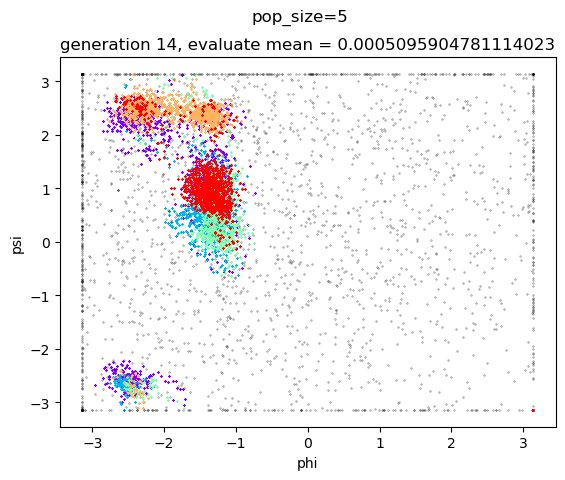 pop_size=5
generation 14, evaluate mean = 0.0005095904781114023
3
2
1
0
−1
−2
−3
psi
−3 −2 −1 0 1 2 3
phi